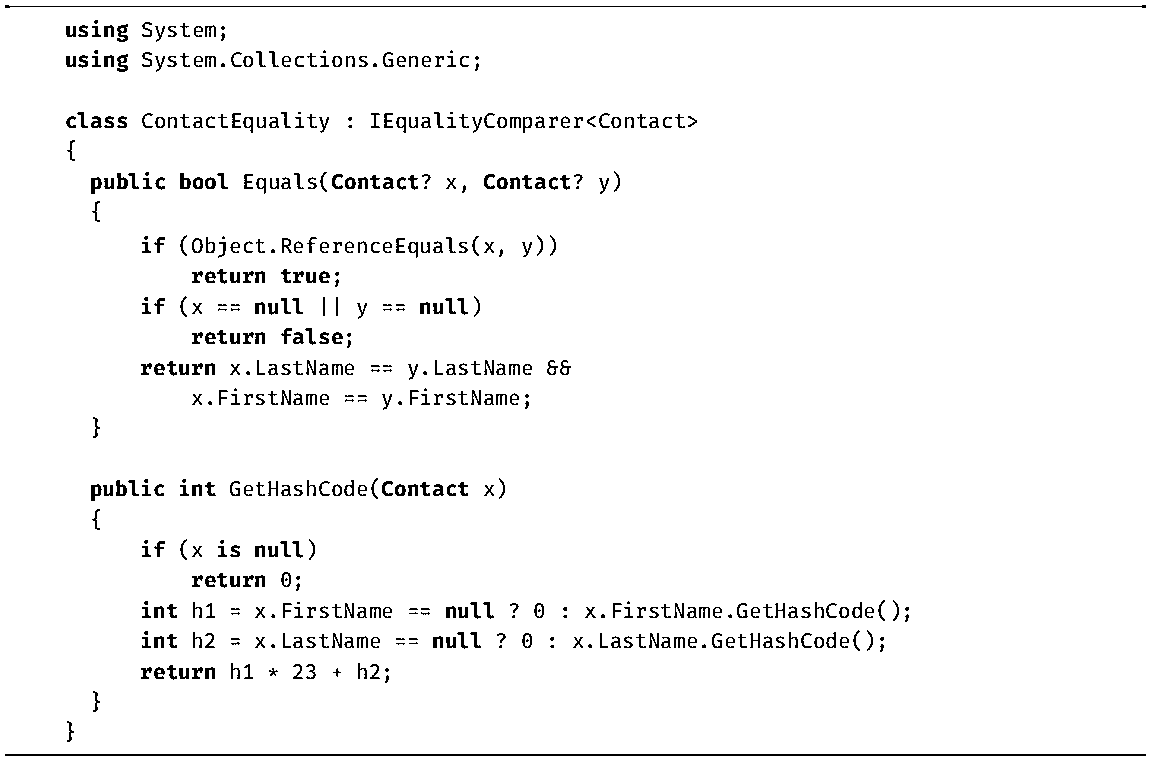 using System;
using System.Collections.Generic;

class ContactEquality : IEqualityComparer<Contact>
{
  public bool Equals(Contact? x, Contact? y)
  {
      if (Object.ReferenceEquals(x, y))
          return true;
      if (x == null || y == null)
          return false;
      return x.LastName == y.LastName &&
          x.FirstName == y.FirstName;
  }

  public int GetHashCode(Contact x)
  {
      if (x is null)
          return 0;
      int h1 = x.FirstName == null ? 0 : x.FirstName.GetHashCode();
      int h2 = x.LastName == null ? 0 : x.LastName.GetHashCode();
      return h1 * 23 + h2;
  }
}